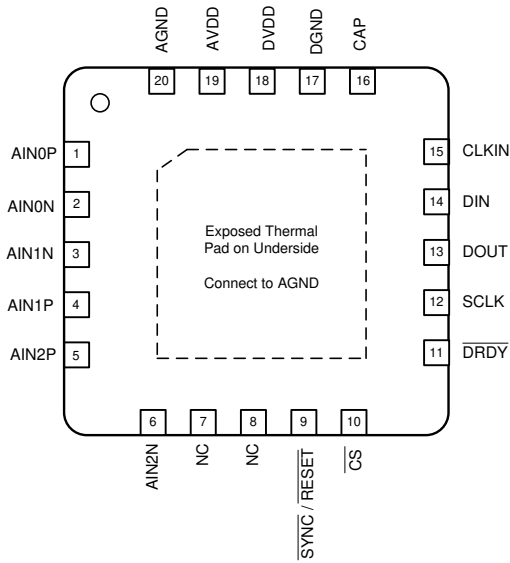 AGND
AVDD
DVDD
DGND
CAP
20
19
18
17
16
AIN0P 1
AIN0N 2
AIN1N 3
AIN1P 4
AIN2P 5
15 CLKIN
14 DIN
13 DOUT
12 SCLK
11 DRDY
Exposed Thermal
Pad on Underside
Connect to AGND
6
7
8
9
10
AIN2N
NC
NC
SYNC / RESET
CS